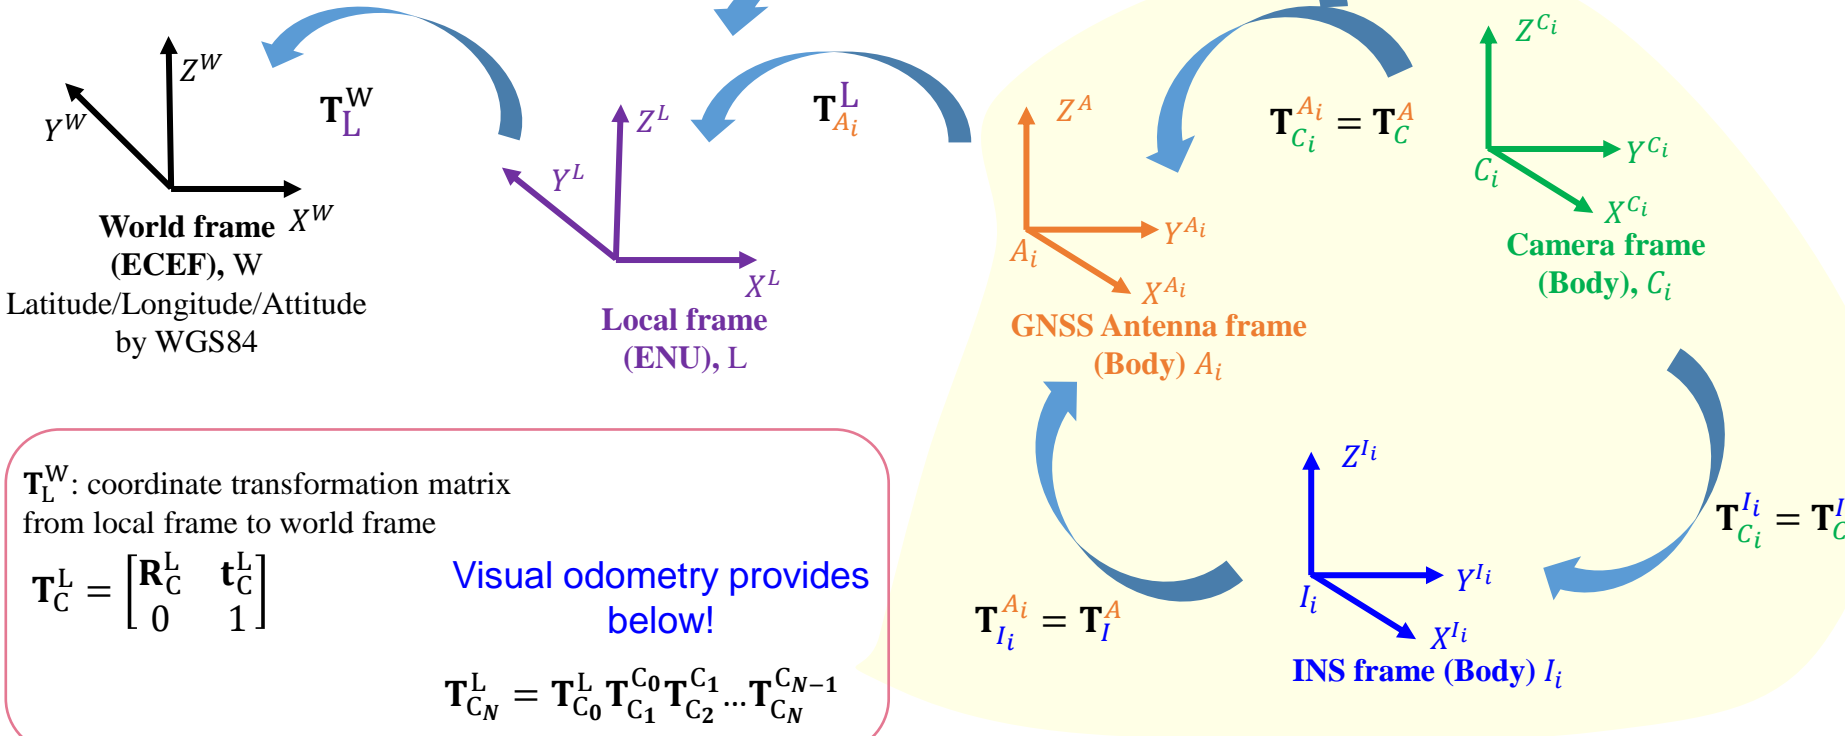 Z^W
Y^W
X^W
World frame
(ECEF), W
Latitude/Longitude/Attitude
by WGS84
T_L^W
Z^L
Y^L
X^L
Local frame
(ENU), L
T_{A_i}^L
Z^A
Y^{A_i}
A_i
X^{A_i}
GNSS Antenna frame
(Body) A_i
T_{C_i}^{A_i} = T_C^A
Z^{C_i}
Y^{C_i}
C_i
X^{C_i}
Camera frame
(Body), C_i
T_{C_i}^{I_i} = T_C^I
Z^{I_i}
Y^{I_i}
I_i
X^{I_i}
INS frame (Body) I_i
T_{I_i}^{A_i} = T_I^A
T_L^W: coordinate transformation matrix
from local frame to world frame
T_C^L = [R_C^L t_C^L
0 1]
Visual odometry provides
below!
T_{C_N}^L = T_{C_0}^L T_{C_1}^{C_0} T_{C_2}^{C_1} ... T_{C_N}^{C_{N-1}}